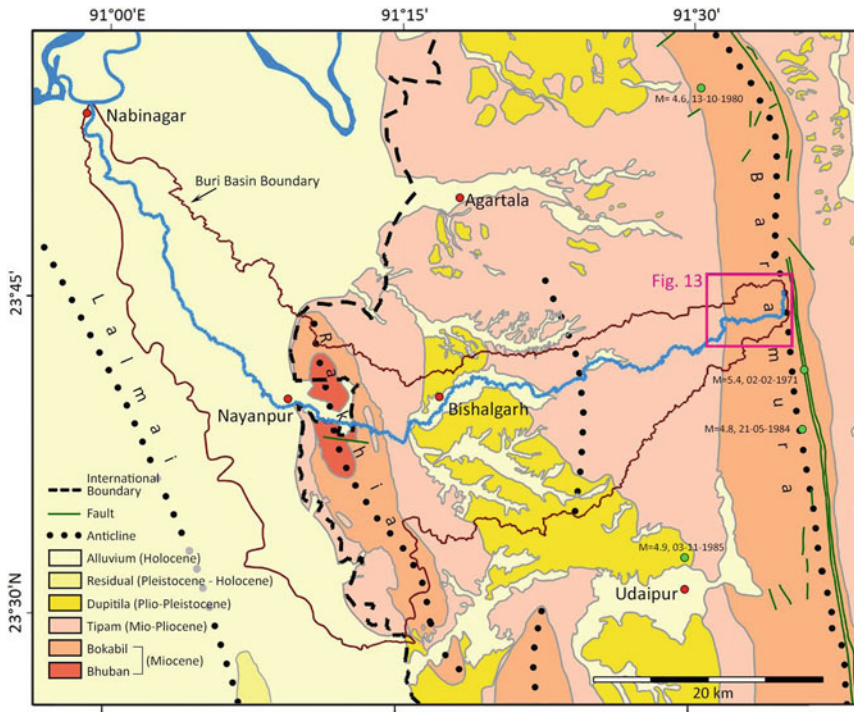 91°00'E
91°15'
91°30'
M= 4.6, 13-10-1980
Nabinagar
Buri Basin Boundary
Agartala
Baramura
23°45'
Fig. 13
Lalmai
Rokhia
M=5.4, 02-02-1971
Nayanpur
Bishalgarh
M=4.8, 21-05-1984
International
Boundary
Fault
Anticline
Alluvium (Holocene)
M=4.9, 03-11-1985
Residual (Pleistocene - Holocene)
Udaipur
Dupitila (Plio-Pleistocene)
23°30'N
Tipam (Mio-Pliocene)
Bokabil
(Miocene)
Bhuban
20 km